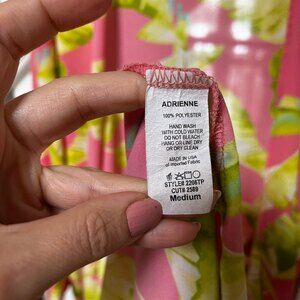 ADRIENNE
100% POLYESTER
HAND WASH
WITH COLD WATER
DO NOT BLEACH
HANG OR LINE DRY
OR DRY CLEAN
MADE IN USA
of imported Fabric
STYLE# 2206TP
CUT# 2589
Medium